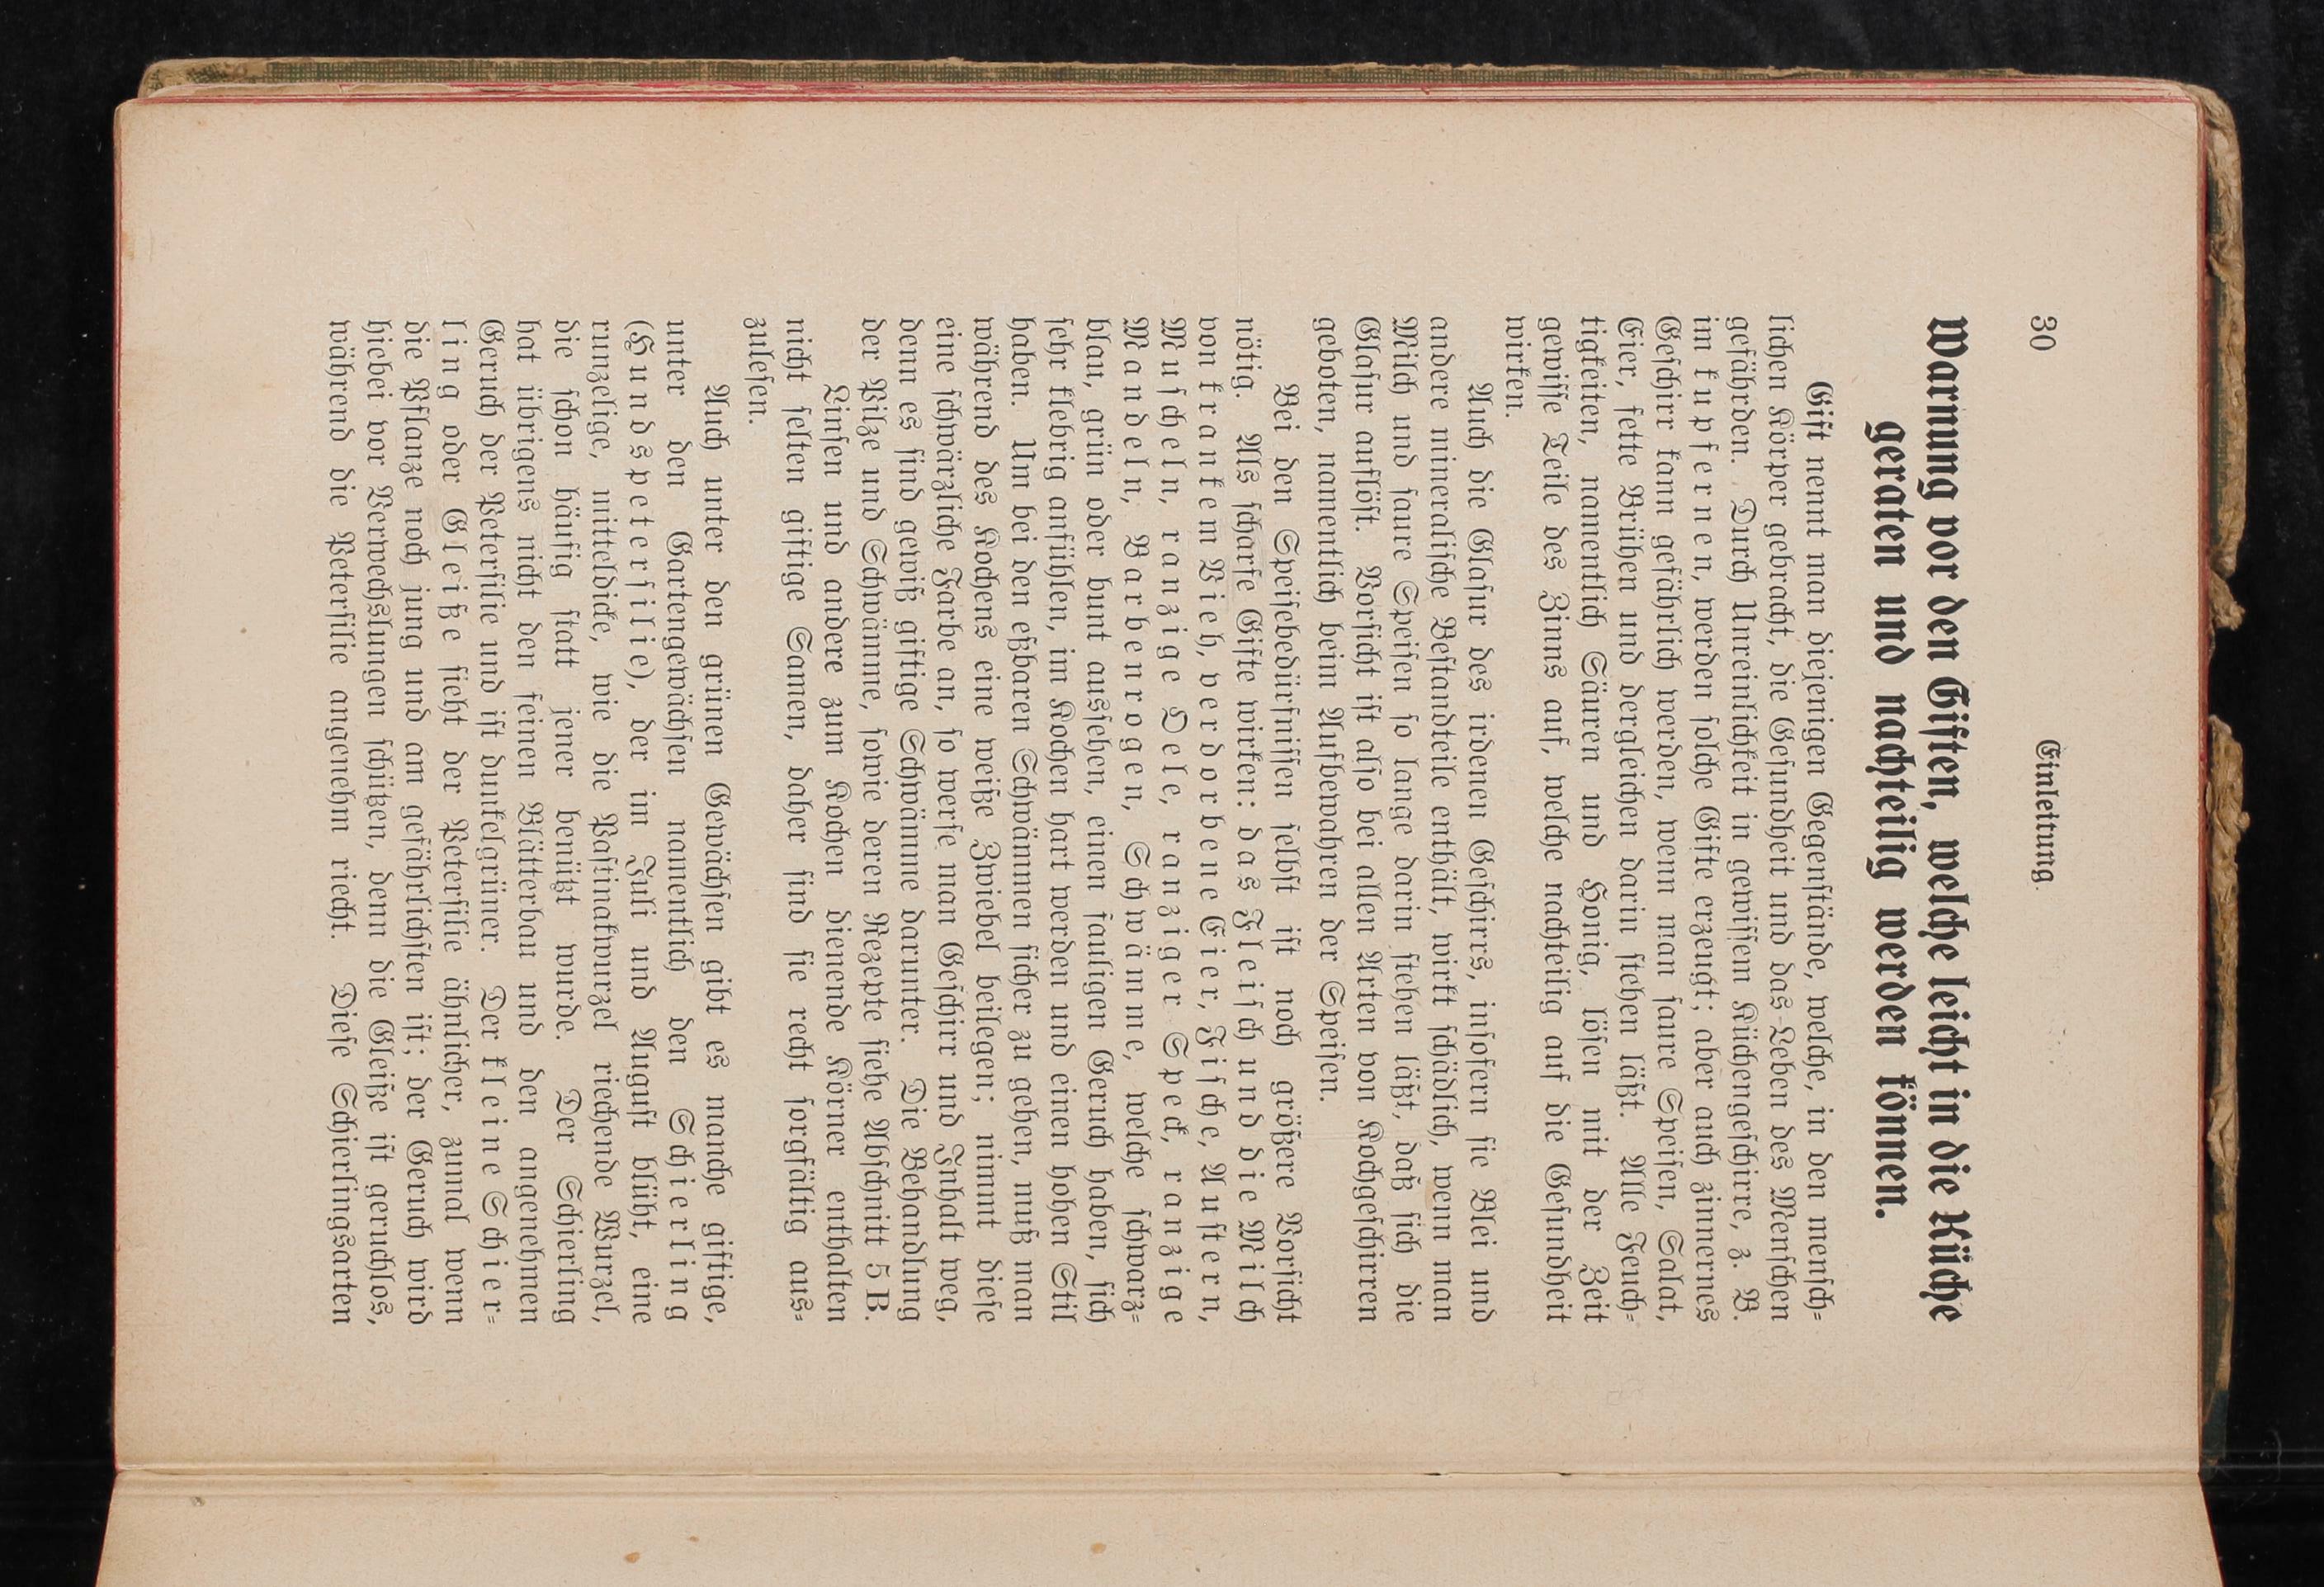 30
Einleitung.
Warnung vor den Giften, welche leicht in die Küche
geraten und nachteilig werden können.
Gift nennt man diejenigen Gegenstände, welche, in den mensch-
lichen Körper gebracht, die Gesundheit und das Leben des Menschen
gefährden. Durch Unreinlichkeit in gewissem Küchengeschirre, z. B.
im kupfernen, werden solche Gifte erzeugt; aber auch zinnernes
Geschirr kann gefährlich werden, wenn man saure Speisen, Salat,
Eier, fette Brühen und dergleichen darin stehen läßt. Alle Feuch-
tigkeiten, namentlich Säuren und Honig, lösen mit der Zeit
gewisse Teile des Zinns auf, welche nachteilig auf die Gesundheit
wirken.
Auch die Glasur des irdenen Geschirrs, insofern sie Blei und
andere mineralische Bestandteile enthält, wirkt schädlich, wenn man
Milch und saure Speisen so lange darin stehen läßt, daß sich die
Glasur auflöst. Vorsicht ist also bei allen Arten von Kochgeschirren
geboten, namentlich beim Aufbewahren der Speisen.
Bei den Speisebedürfnissen selbst ist noch größere Vorsicht
nötig. Als scharfe Gifte wirken: das Fleisch und die Milch
von krankem Vieh, verdorbene Eier, Fische, Austern,
Muscheln, ranzige Oele, ranziger Speck, ranzige
Mandeln, Barbenrogen, Schwämme, welche schwarz-
blau, grün oder bunt aussehen, einen fauligen Geruch haben, sich
sehr klebrig anfühlen, im Kochen hart werden und einen hohen Stil
haben. Um bei den eßbaren Schwämmen sicher zu gehen, muß man
während des Kochens eine weiße Zwiebel beilegen; nimmt diese
eine schwärzliche Farbe an, so werfe man Geschirr und Inhalt weg,
denn es sind gewiß giftige Schwämme darunter. Die Behandlung
der Pilze und Schwämme, sowie deren Rezepte siehe Abschnitt 5 B.
Linsen und andere zum Kochen dienende Körner enthalten
nicht selten giftige Samen, daher sind sie recht sorgfältig aus-
zulesen.
Auch unter den grünen Gewächsen gibt es manche giftige,
unter den Gartengewächsen namentlich den Schierling
(Hundspetersilie), der im Juli und August blüht, eine
runzelige, mitteldicke, wie die Pastinakwurzel riechende Wurzel,
die schon häufig statt jener benützt wurde. Der Schierling
hat übrigens nicht den feinen Blätterbau und den angenehmen
Geruch der Petersilie und ist dunkelgrüner. Der kleine Schier-
ling oder Gleiße sieht der Petersilie ähnlicher, zumal wenn
die Pflanze noch jung und am gefährlichsten ist; der Geruch wird
hiebei vor Verwechslungen schützen, denn die Gleiße ist geruchlos,
während die Petersilie angenehm riecht. Diese Schierlingsarten